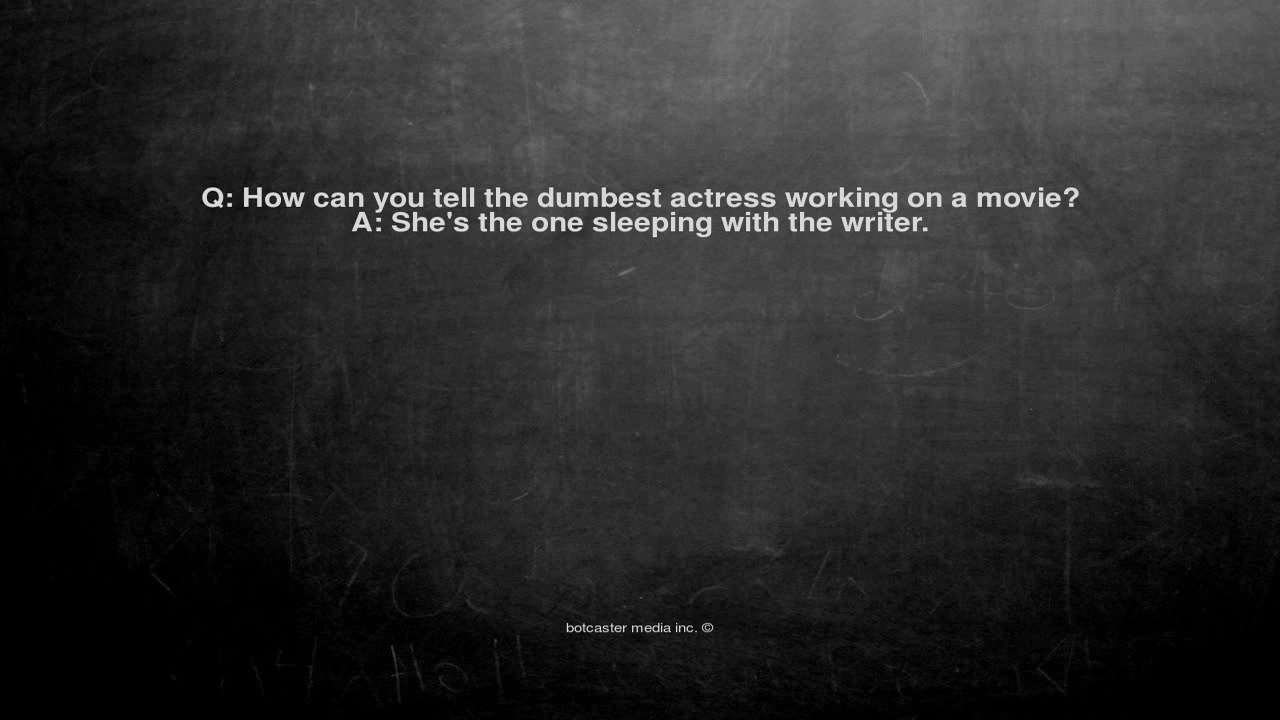 Q: How can you tell the dumbest actress working on a movie?
A: She's the one sleeping with the writer.
botcaster media inc. ©